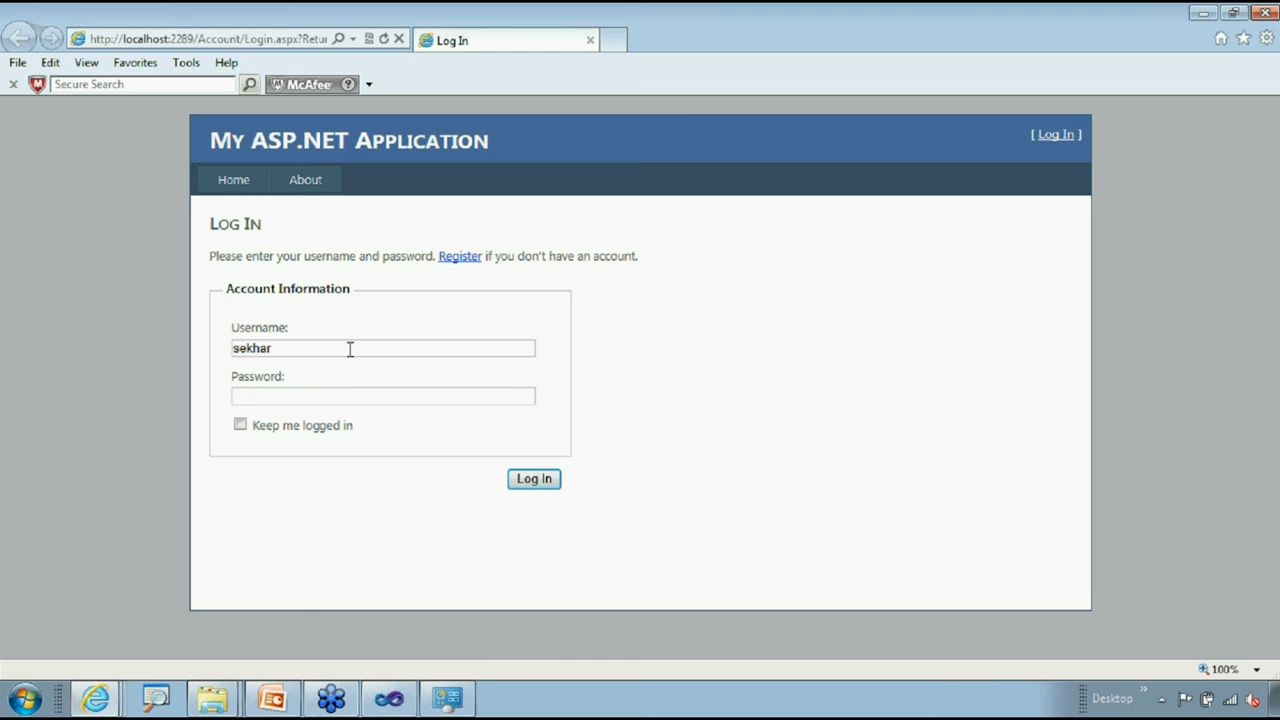 http://localhost:2289/Account/Login.aspx?Retur
Log In
File Edit View Favorites Tools Help
Secure Search McAfee
MY ASP.NET APPLICATION
[ Log In ]
Home About
LOG IN
Please enter your username and password. Register if you don't have an account.
Account Information
Username:
sekhar
Password:
Keep me logged in
Log In
100%
Desktop